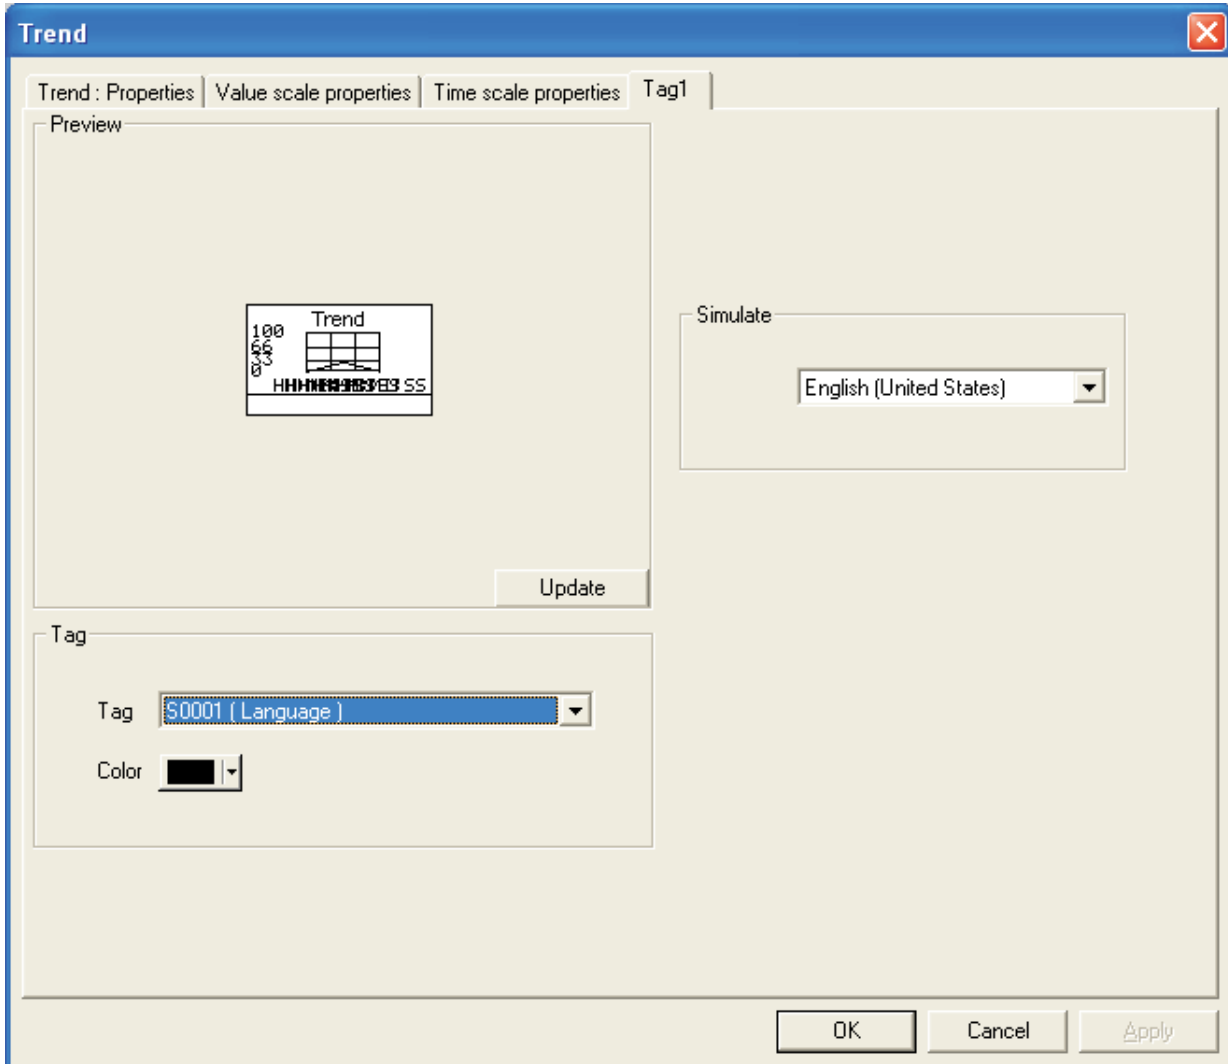 Trend
Trend : Properties
Value scale properties
Time scale properties
Tag1
Preview
Trend
100
66
33
0
SS
Update
Simulate
English (United States)
Tag
Tag
S0001 ( Language )
Color
OK
Cancel
Apply